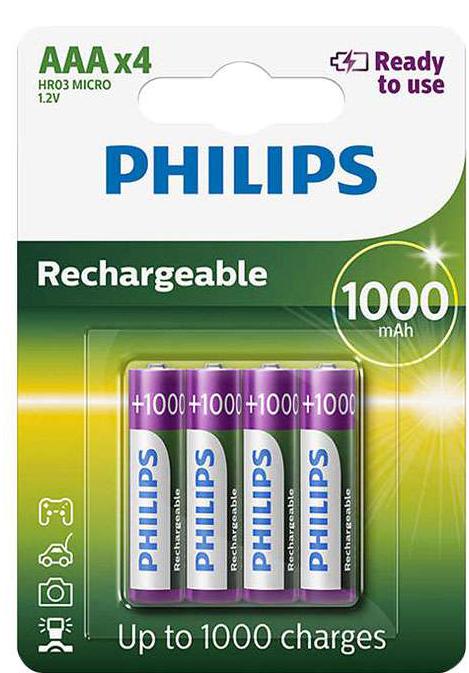 AAA x4
HR03 MICRO
1.2V
Ready
to use
PHILIPS
Rechargeable
1000
mAh
+1000 +1000 +1000 +1000
PHILIPS Rechargeable
PHILIPS Rechargeable
PHILIPS Rechargeable
PHILIPS Rechargeable
Up to 1000 charges